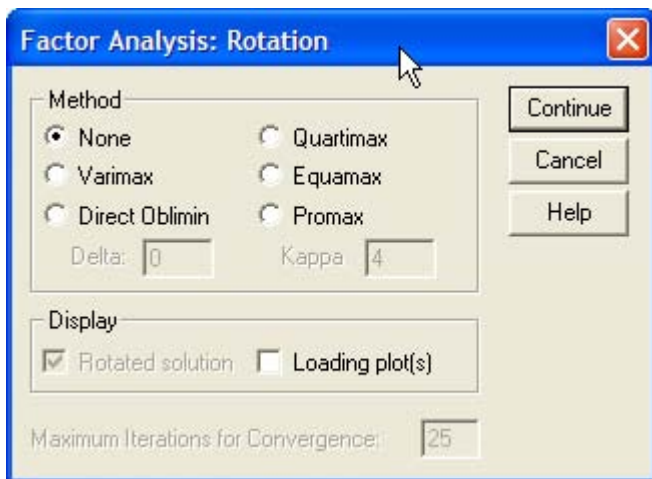 Factor Analysis: Rotation
Method
None
Quartimax
Varimax
Equamax
Direct Oblimin
Promax
Delta: 0
Kappa 4
Display
Rotated solution
Loading plot(s)
Maximum Iterations for Convergence: 25
Continue
Cancel
Help